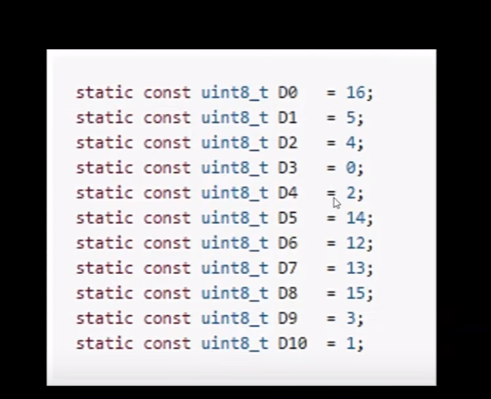 static const uint8_t D0 = 16;
static const uint8_t D1 = 5;
static const uint8_t D2 = 4;
static const uint8_t D3 = 0;
static const uint8_t D4 = 2;
static const uint8_t D5 = 14;
static const uint8_t D6 = 12;
static const uint8_t D7 = 13;
static const uint8_t D8 = 15;
static const uint8_t D9 = 3;
static const uint8_t D10 = 1;